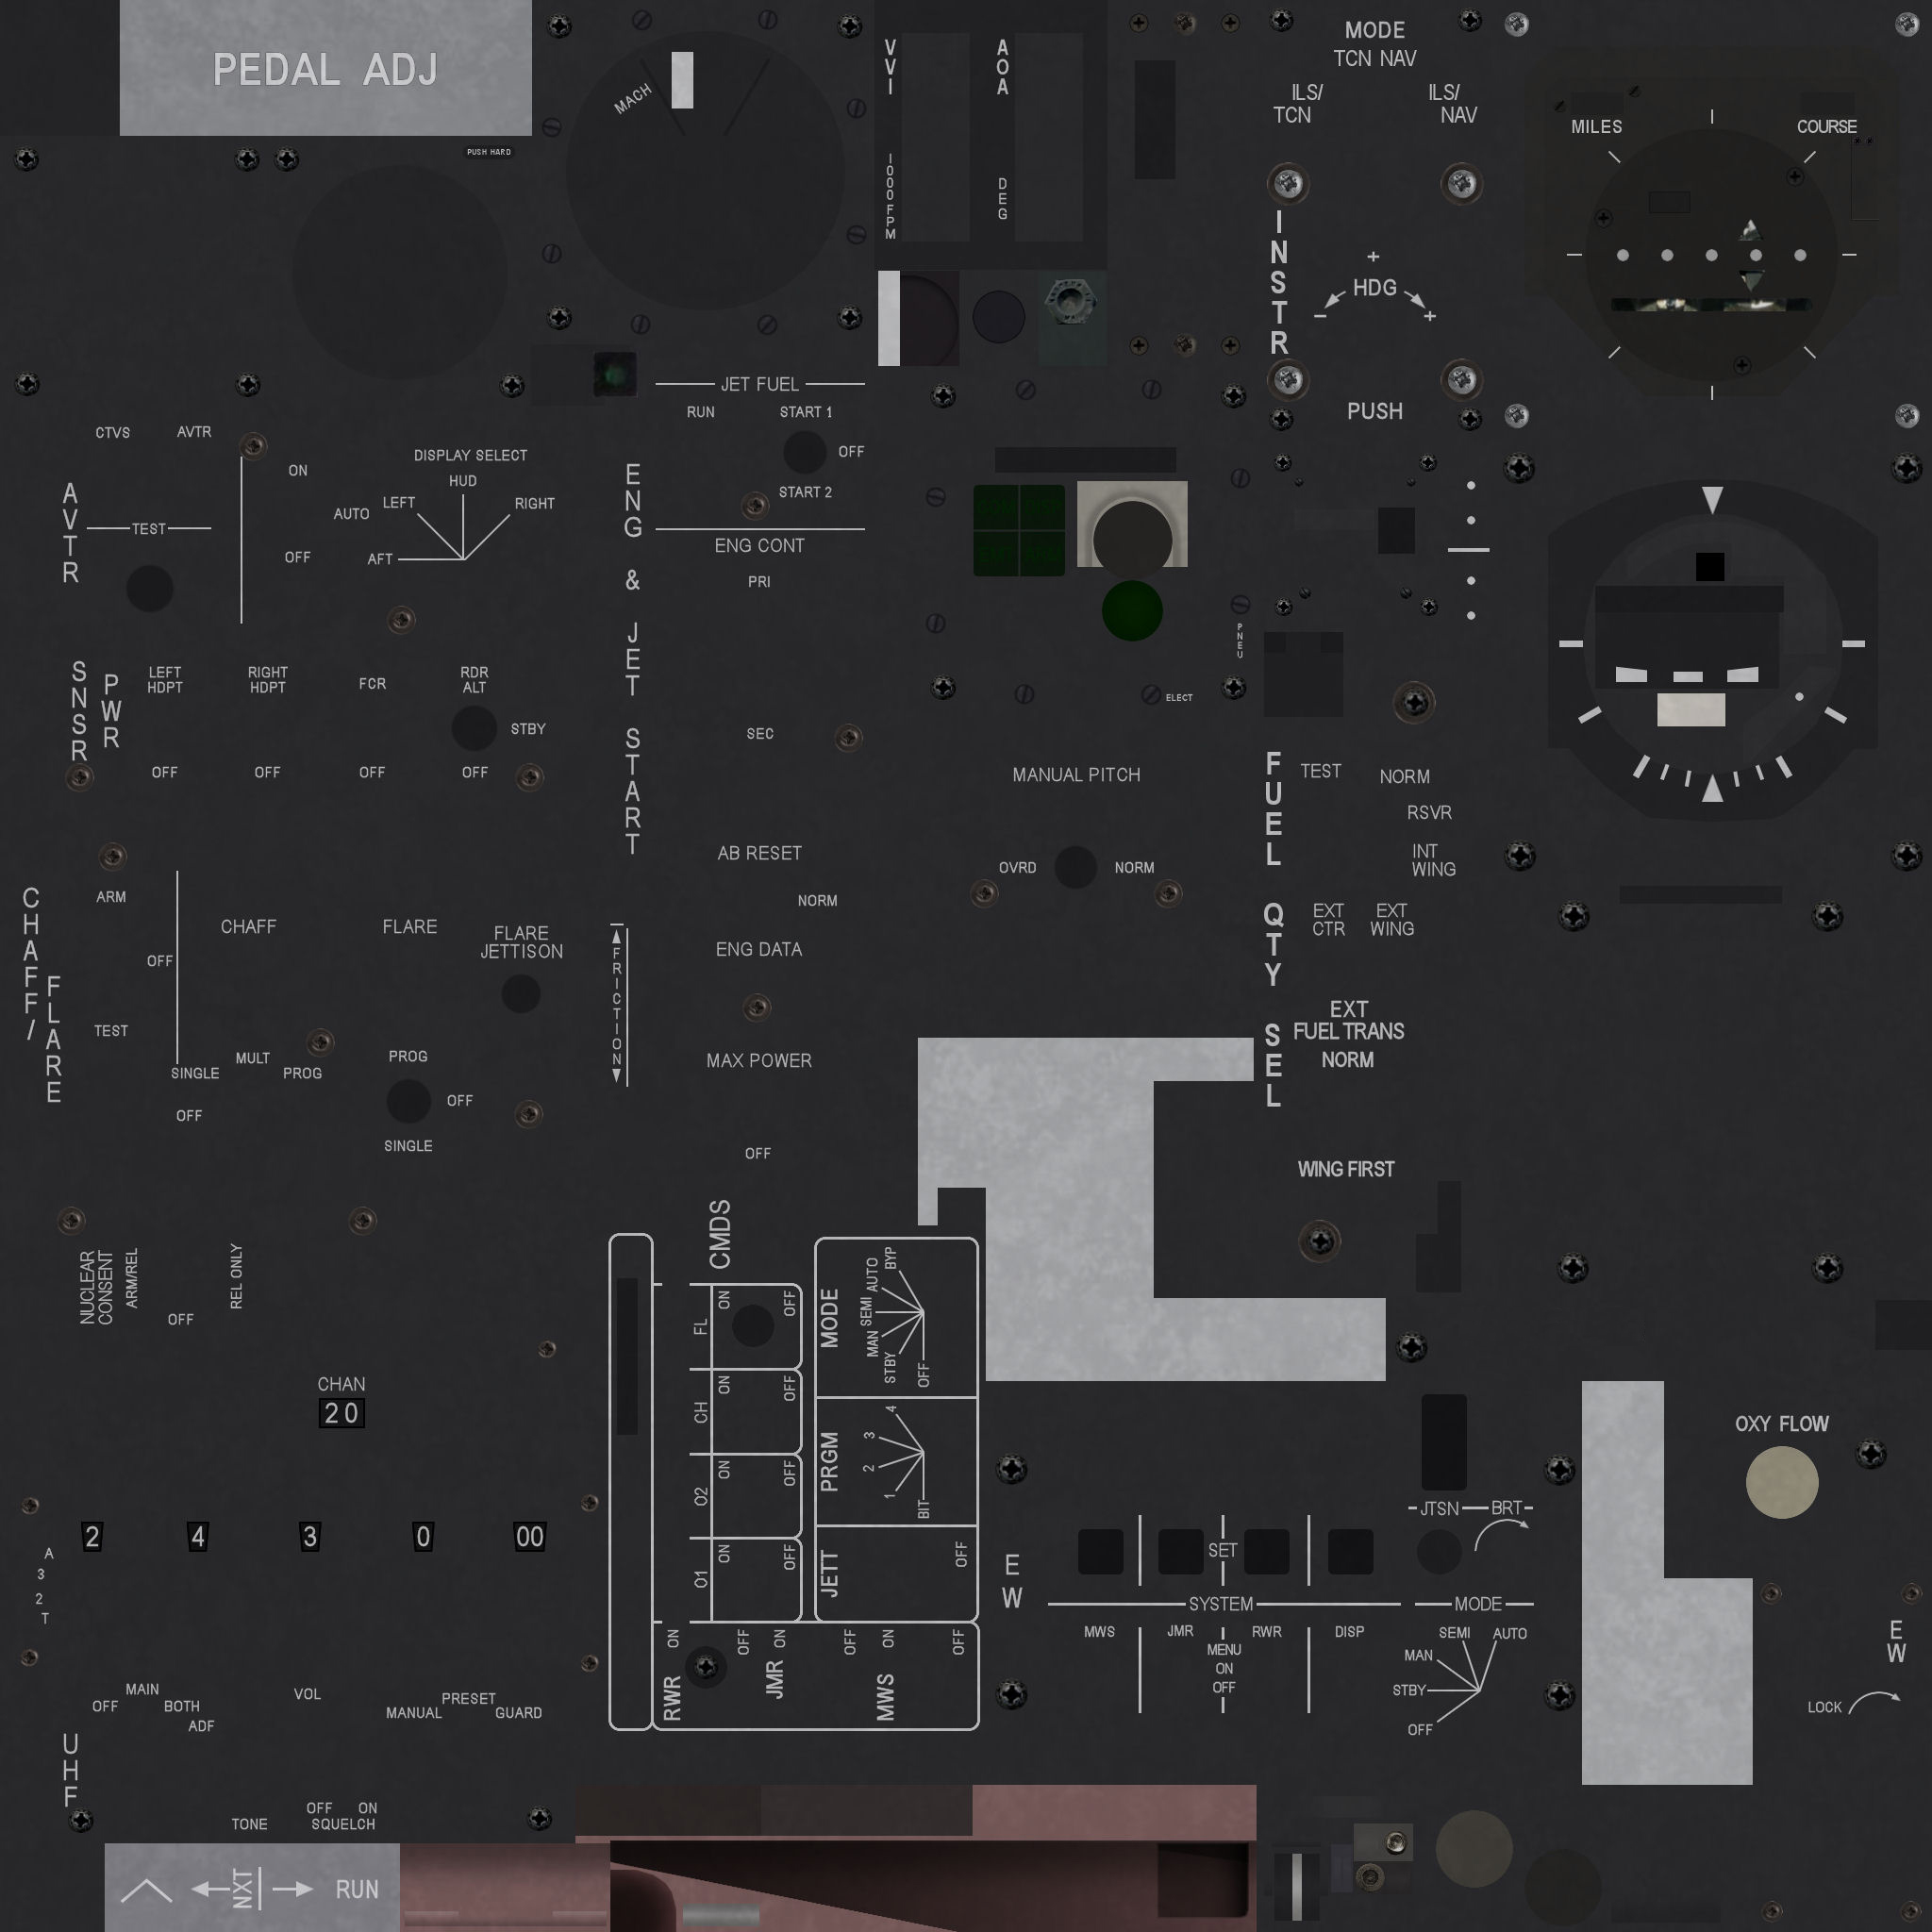 PEDAL ADJ
PUSH HARD
MACH
VVI
1000 FPM
AOA
DEG
MODE
TCN NAV
ILS/
TCN
ILS/
NAV
INSTR
+
HDG
− +
PUSH
MILES
COURSE
CTVS AVTR
AVTR
TEST
ON
AUTO
OFF
DISPLAY SELECT
HUD
LEFT
RIGHT
AFT
JET FUEL
RUN START 1
OFF
START 2
ENG CONT
PRI
SEC
ENG & JET START
AB RESET
NORM
ENG DATA
MAX POWER
OFF
FRICTION
PNEU
ELECT
MANUAL PITCH
OVRD NORM
SNSR
PWR
LEFT
HDPT
RIGHT
HDPT
FCR
RDR
ALT
STBY
OFF OFF OFF OFF
CHAFF/
FLARE
ARM
OFF
TEST
CHAFF
FLARE
FLARE
JETTISON
SINGLE
MULT
PROG
OFF
PROG
OFF
SINGLE
FUEL QTY SEL
TEST
NORM
RSVR
INT
WING
EXT
WING
EXT
CTR
EXT
FUEL TRANS
NORM
WING FIRST
NUCLEAR
CONSENT
ARM/REL
OFF
REL ONLY
CHAN
20
2 4 3 0 00
A
3
2
T
UHF
OFF
MAIN
BOTH
ADF
VOL
MANUAL
PRESET
GUARD
TONE
OFF ON
SQUELCH
CMDS
FL
ON
OFF
CH
ON
OFF
O2
ON
OFF
O1
ON
OFF
MODE
OFF
STBY
MAN
SEMI
AUTO
BYP
PRGM
BIT
1
2
3
4
JETT
OFF
RWR
ON
OFF
JMR
ON
OFF
MWS
ON
OFF
EW
SET
SYSTEM
MWS JMR RWR DISP
MENU
ON
OFF
JTSN BRT
MODE
SEMI AUTO
MAN
STBY
OFF
OXY FLOW
EW
LOCK
NXT
RUN